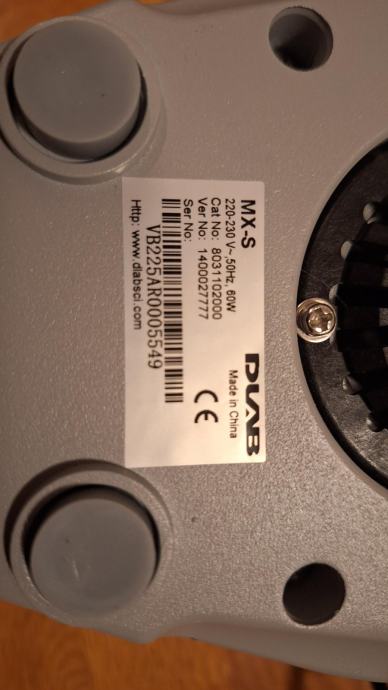 MX-S
DLAB
220-230 V~,50Hz, 60W
Made in China
Cat No: 8031102000
Ver No: 1400027777
Ser No:
CE
VB225AR0005549
Http: www.dlabsci.com